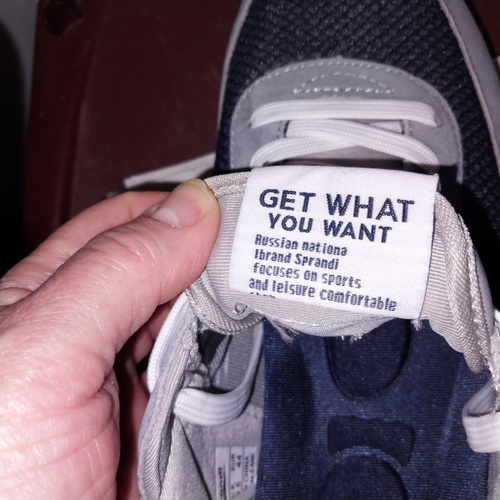 GET WHAT
YOU WANT
Russian nationa
lbrand Sprandi
focuses on sports
and leisure comfortable